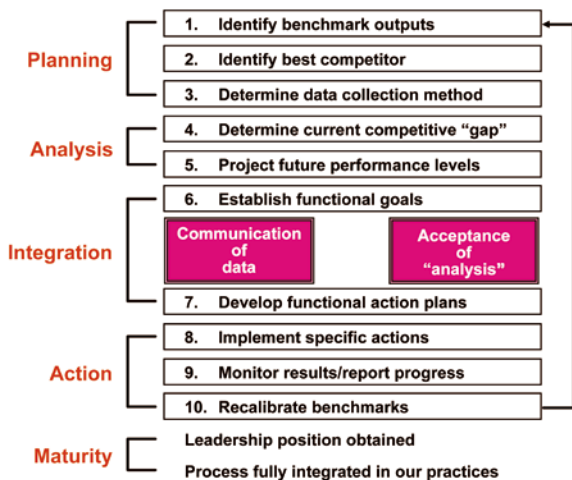 Planning
1. Identify benchmark outputs
2. Identify best competitor
3. Determine data collection method
Analysis
4. Determine current competitive “gap”
5. Project future performance levels
Integration
6. Establish functional goals
Communication
of
data
Acceptance
of
“analysis”
7. Develop functional action plans
Action
8. Implement specific actions
9. Monitor results/report progress
10. Recalibrate benchmarks
Maturity
Leadership position obtained
Process fully integrated in our practices